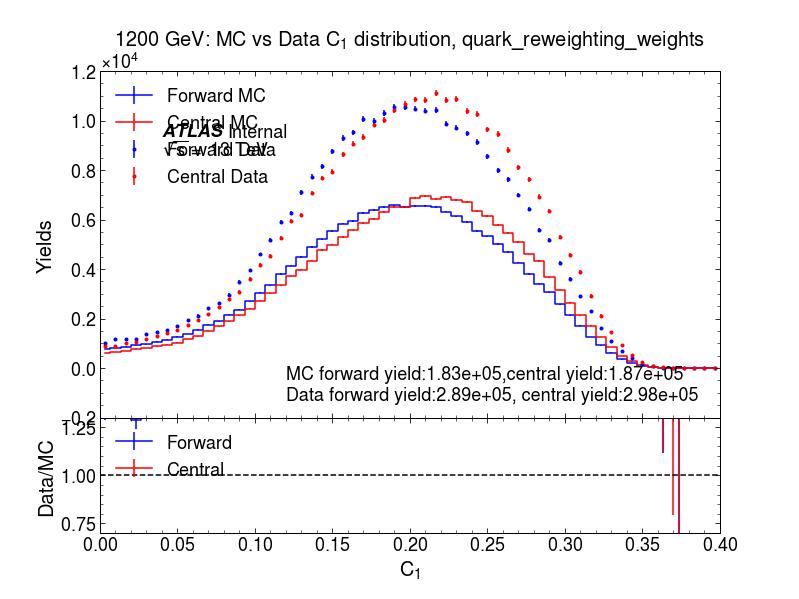 1200 GeV: MC vs Data C₁ distribution, quark_reweighting_weights
×10⁴
1.2
1.0
0.8
0.6
0.4
0.2
0.0
0.2
Yields
Forward MC
Central MC
ATLAS Internal
√s = 13 TeV
Forward Data
Central Data
MC forward yield:1.83e+05,central yield:1.87e+05
Data forward yield:2.89e+05, central yield:2.98e+05
1.25
1.00
0.75
Data/MC
Forward
Central
0.00 0.05 0.10 0.15 0.20 0.25 0.30 0.35 0.40
C₁